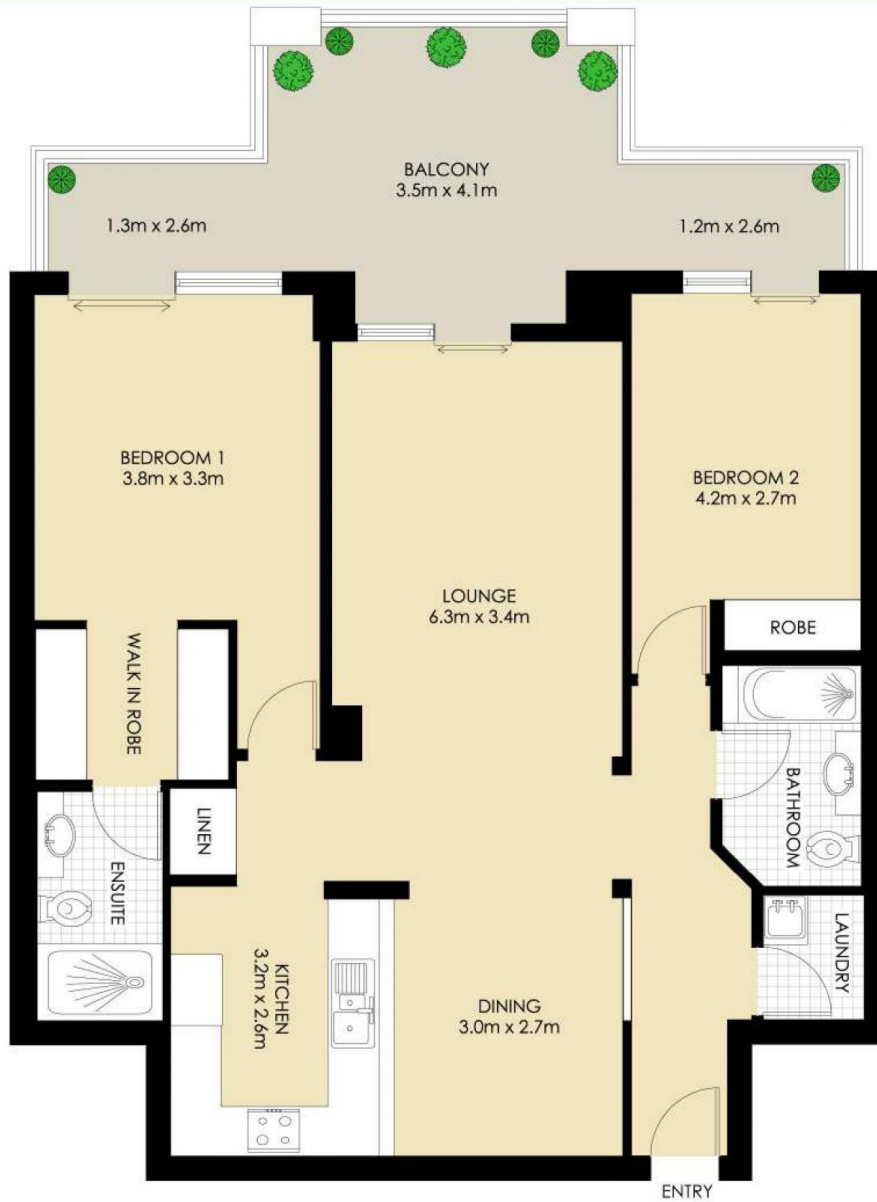 BALCONY
3.5m x 4.1m
1.3m x 2.6m
1.2m x 2.6m
BEDROOM 1
3.8m x 3.3m
BEDROOM 2
4.2m x 2.7m
LOUNGE
6.3m x 3.4m
ROBE
WALK IN ROBE
BATHROOM
LINEN
ENSUITE
LAUNDRY
KITCHEN
3.2m x 2.6m
DINING
3.0m x 2.7m
ENTRY